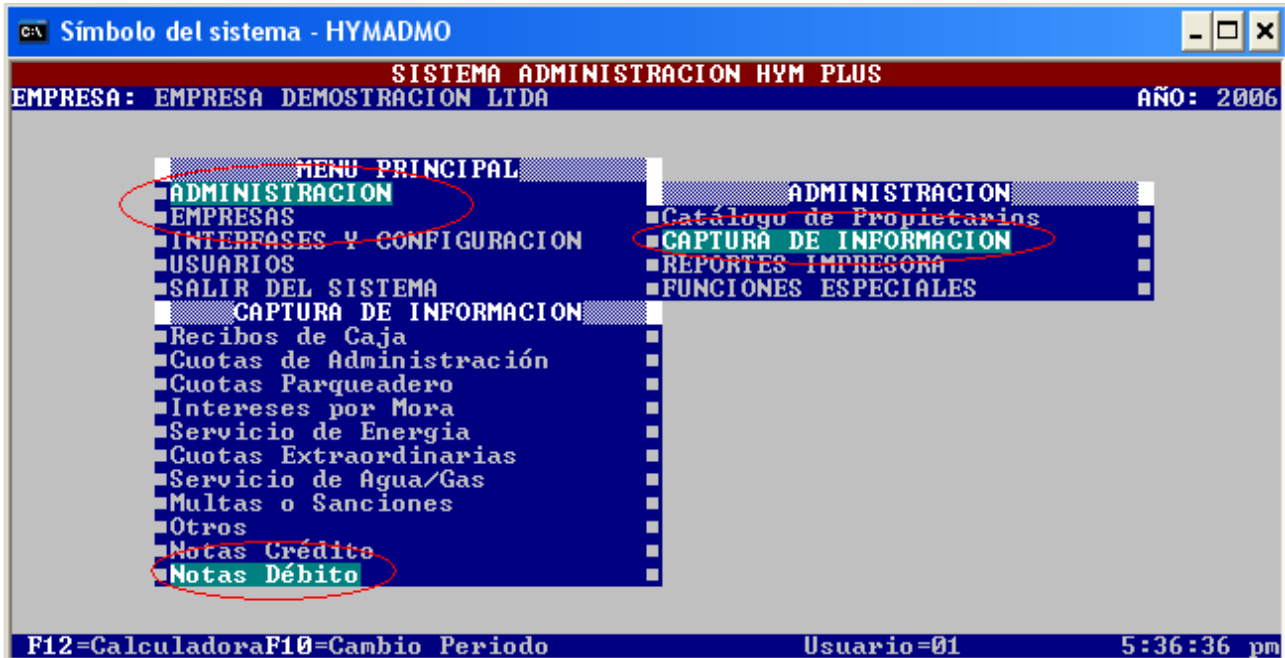 Símbolo del sistema - HYMADMO
SISTEMA ADMINISTRACION HYM PLUS
EMPRESA: EMPRESA DEMOSTRACION LTDA AÑO: 2006
MENU PRINCIPAL
ADMINISTRACION
EMPRESAS
INTERFASES Y CONFIGURACION
USUARIOS
SALIR DEL SISTEMA
ADMINISTRACION
Catálogo de Propietarios
CAPTURA DE INFORMACION
REPORTES IMPRESORA
FUNCIONES ESPECIALES
CAPTURA DE INFORMACION
Recibos de Caja
Cuotas de Administración
Cuotas Parqueadero
Intereses por Mora
Servicio de Energia
Cuotas Extraordinarias
Servicio de Agua/Gas
Multas o Sanciones
Otros
Notas Crédito
Notas Débito
F12=CalculadoraF10=Cambio Periodo Usuario=01 5:36:36 pm